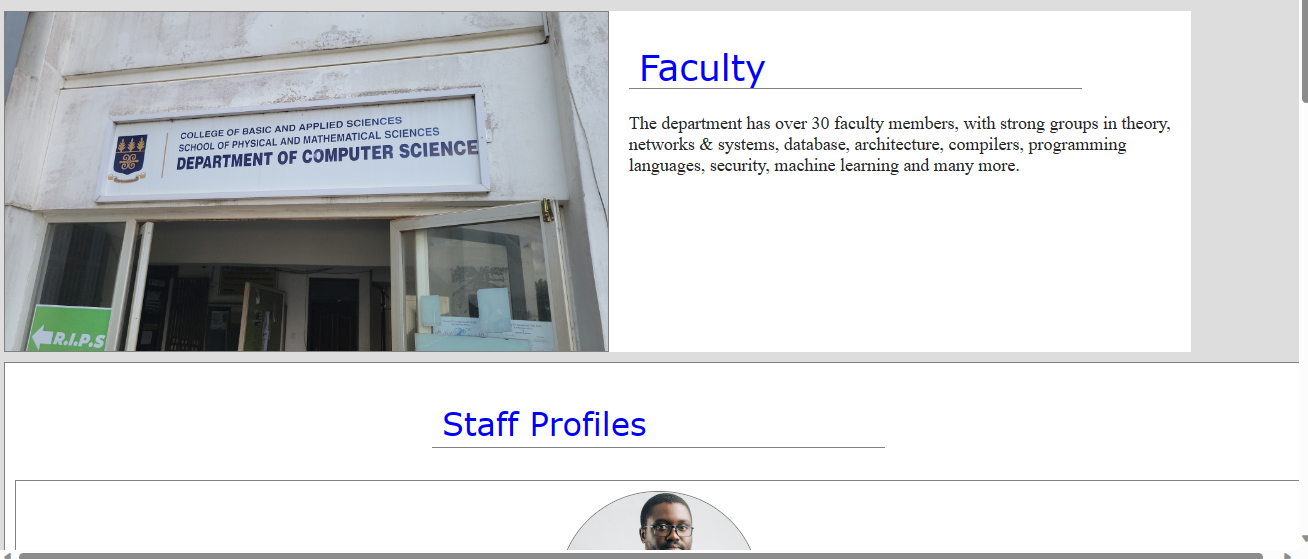 COLLEGE OF BASIC AND APPLIED SCIENCES
SCHOOL OF PHYSICAL AND MATHEMATICAL SCIENCES
DEPARTMENT OF COMPUTER SCIENCE
R.I.P.S
Faculty
The department has over 30 faculty members, with strong groups in theory,
networks & systems, database, architecture, compilers, programming
languages, security, machine learning and many more.
Staff Profiles